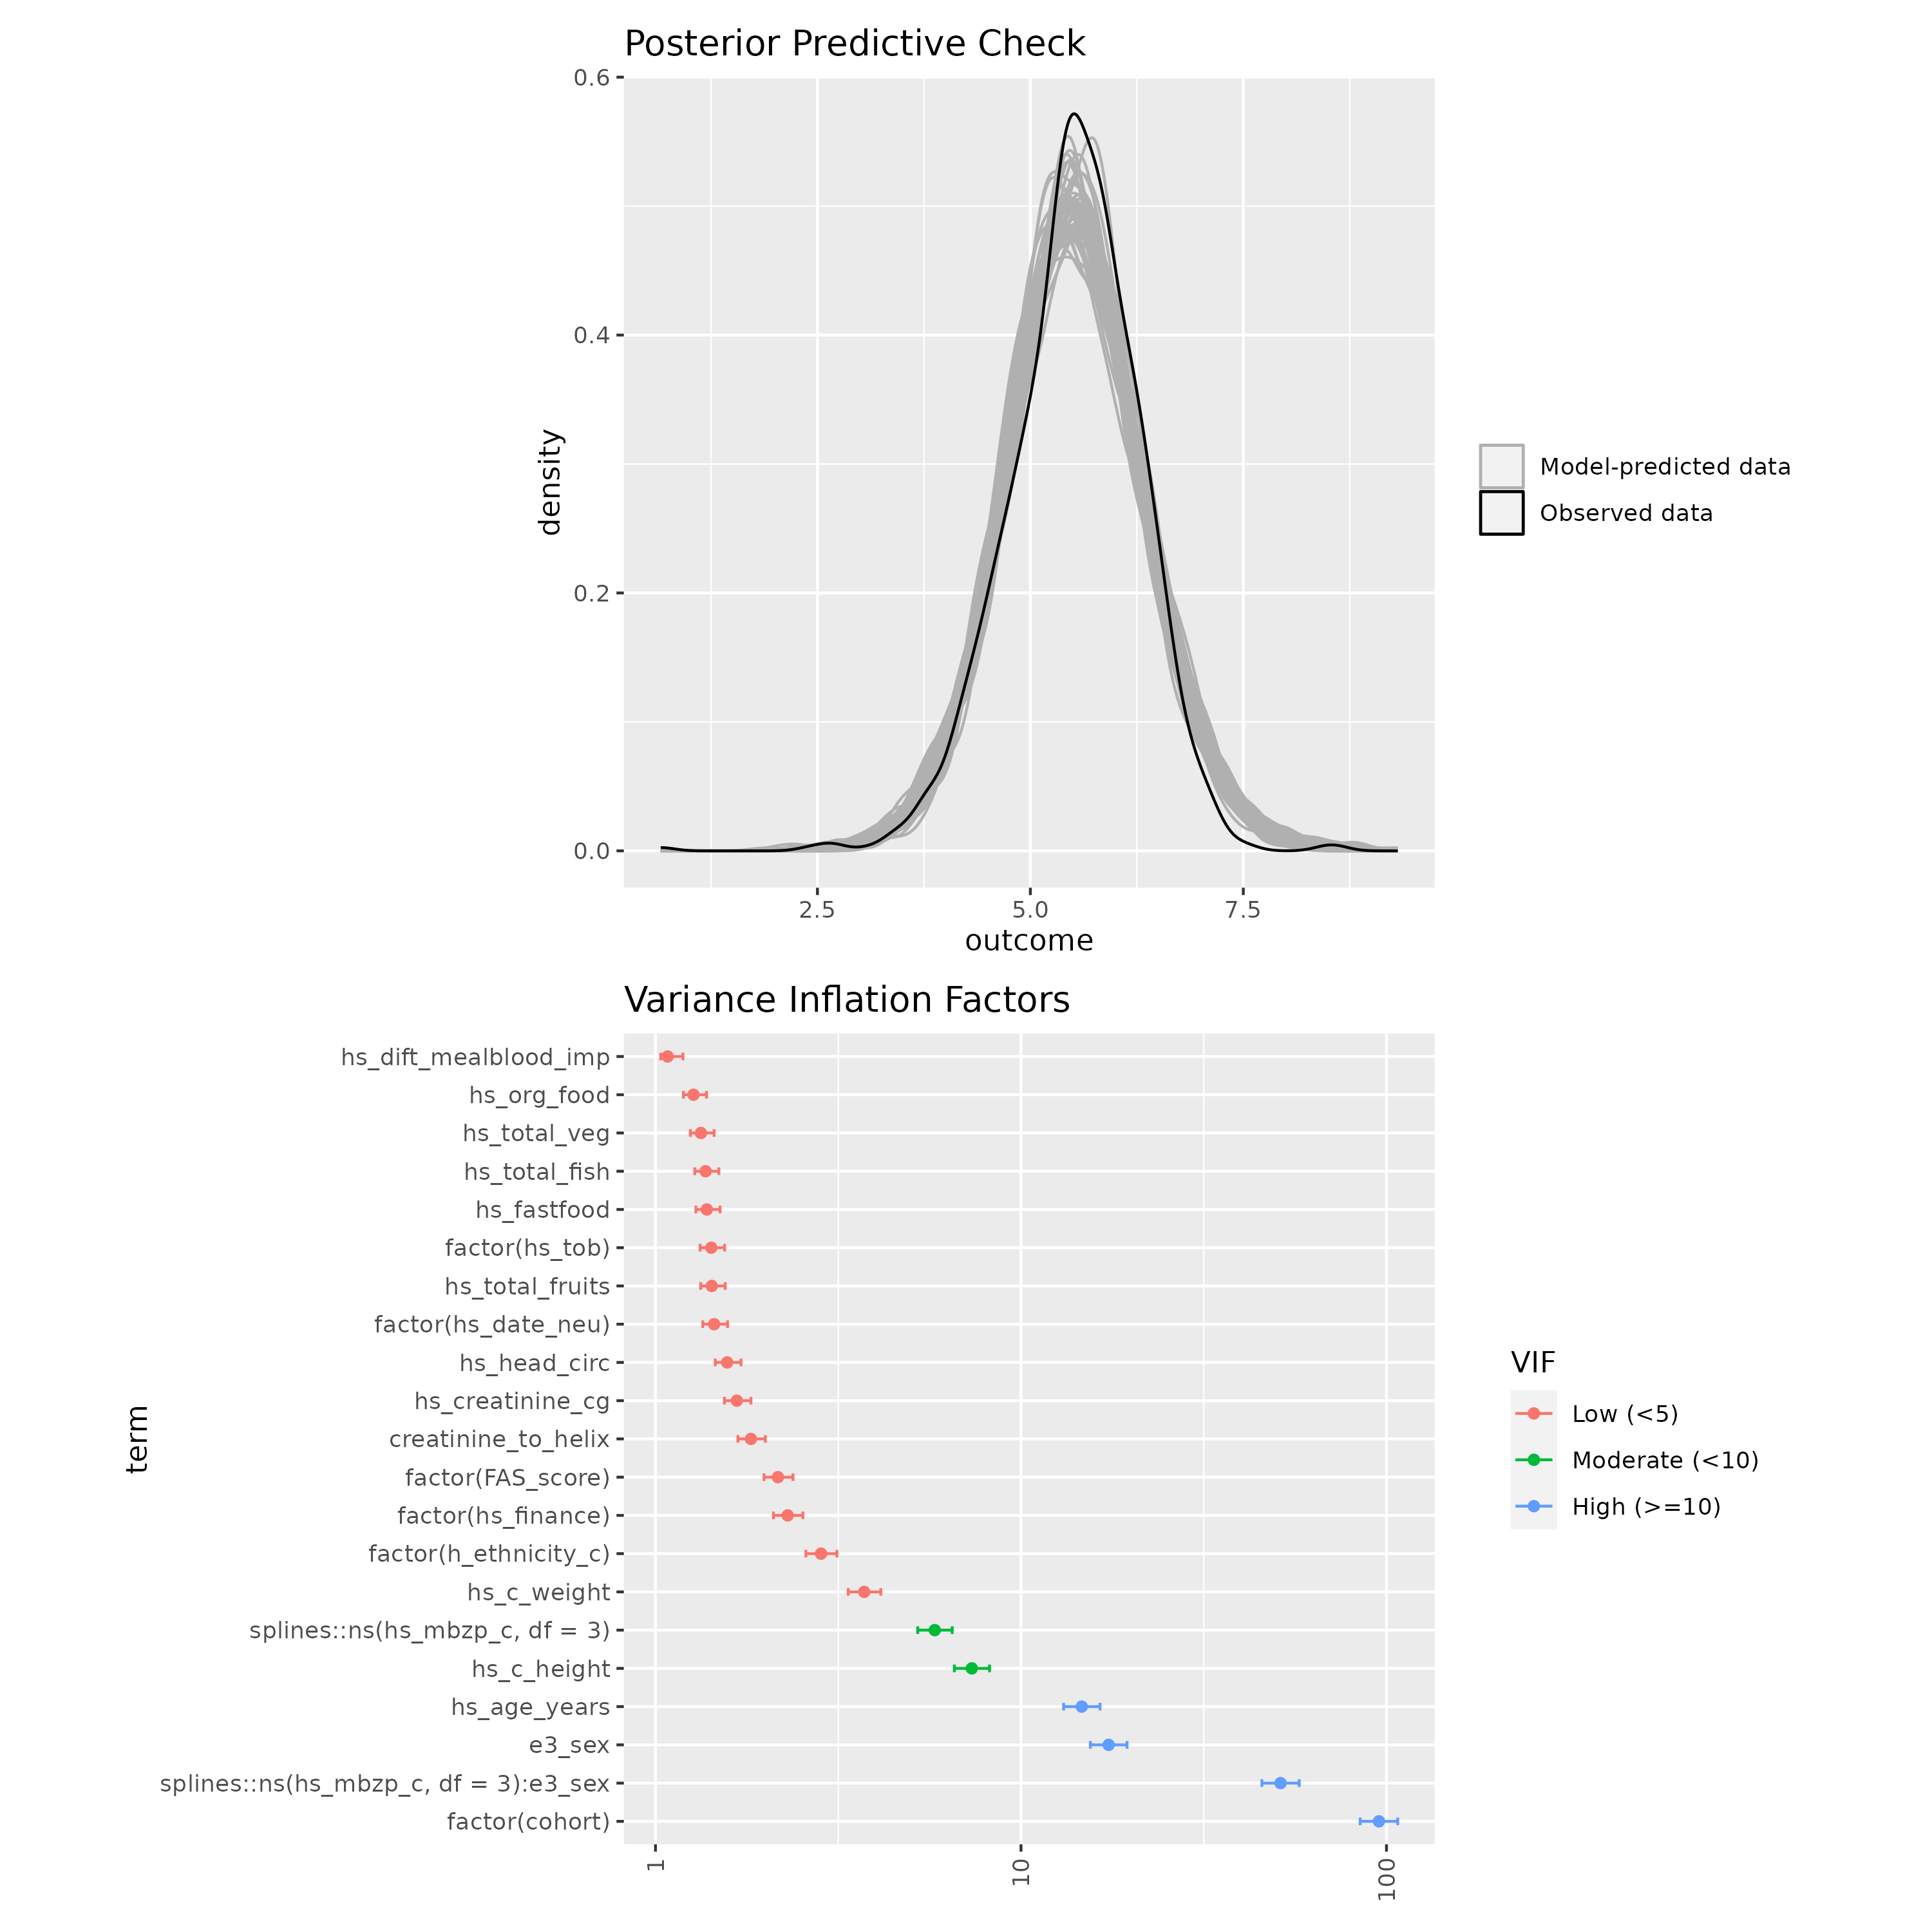 Posterior Predictive Check
0.6
0.4
0.2
0.0
density
2.5 5.0 7.5
outcome
Model-predicted data
Observed data
Variance Inflation Factors
term
hs_dift_mealblood_imp
hs_org_food
hs_total_veg
hs_total_fish
hs_fastfood
factor(hs_tob)
hs_total_fruits
factor(hs_date_neu)
hs_head_circ
hs_creatinine_cg
creatinine_to_helix
factor(FAS_score)
factor(hs_finance)
factor(h_ethnicity_c)
hs_c_weight
splines::ns(hs_mbzp_c, df = 3)
hs_c_height
hs_age_years
e3_sex
splines::ns(hs_mbzp_c, df = 3):e3_sex
factor(cohort)
1 10 100
VIF
Low (<5)
Moderate (<10)
High (>=10)